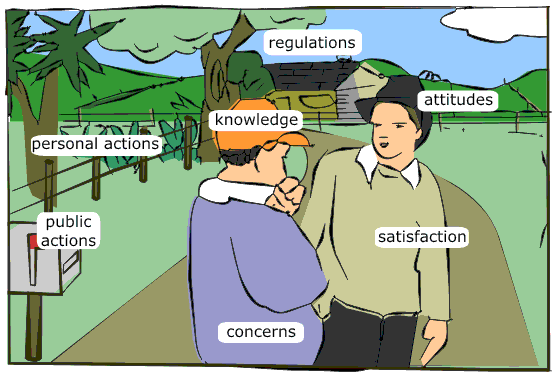 regulations
attitudes
knowledge
personal actions
public
actions
satisfaction
concerns